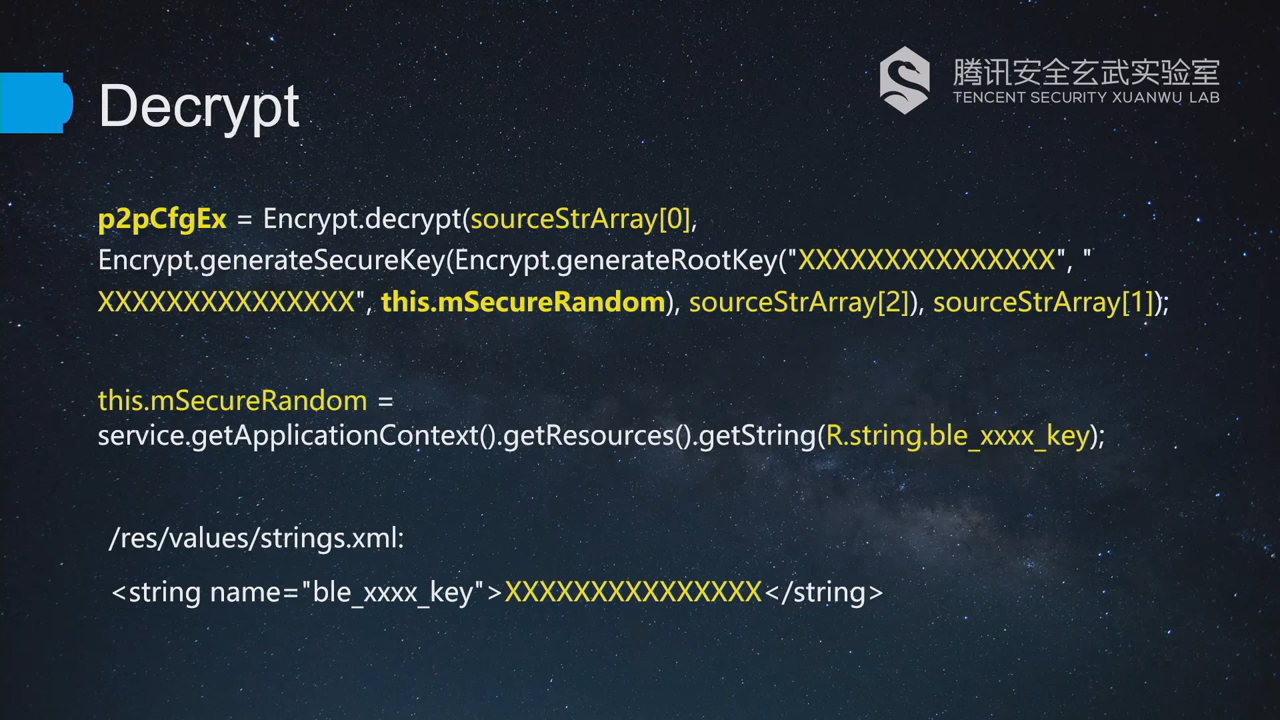 腾讯安全玄武实验室
TENCENT SECURITY XUANWU LAB
Decrypt
p2pCfgEx = Encrypt.decrypt(sourceStrArray[0],
Encrypt.generateSecureKey(Encrypt.generateRootKey("XXXXXXXXXXXXXXX", "
XXXXXXXXXXXXXXX", this.mSecureRandom), sourceStrArray[2]), sourceStrArray[1]);
this.mSecureRandom =
service.getApplicationContext().getResources().getString(R.string.ble_xxxx_key);
/res/values/strings.xml:
<string name="ble_xxxx_key">XXXXXXXXXXXXXXX</string>